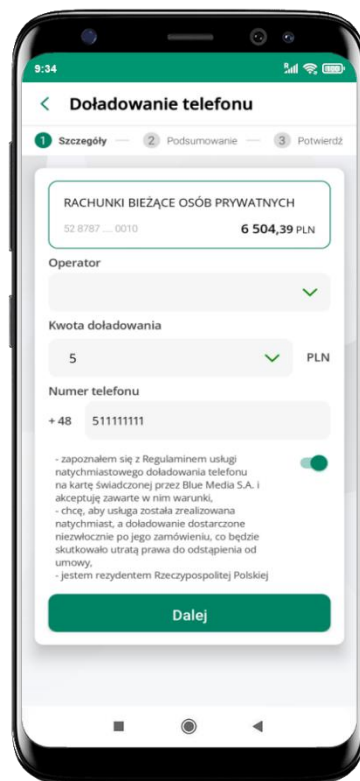 9:34
Doładowanie telefonu
1 Szczegóły — 2 Podsumowanie — 3 Potwierdź
RACHUNKI BIEŻĄCE OSÓB PRYWATNYCH
52 8787 .... 0010 6 504,39 PLN
Operator
Kwota doładowania
5 PLN
Numer telefonu
+ 48 511111111
- zapoznałem się z Regulaminem usługi
natychmiastowego doładowania telefonu
na kartę świadczonej przez Blue Media S.A. i
akceptuję zawarte w nim warunki,
- chcę, aby usługa została zrealizowana
natychmiast, a doładowanie dostarczone
niezwłocznie po jego zamówieniu, co będzie
skutkowało utratą prawa do odstąpienia od
umowy,
- jestem rezydentem Rzeczypospolitej Polskiej
Dalej